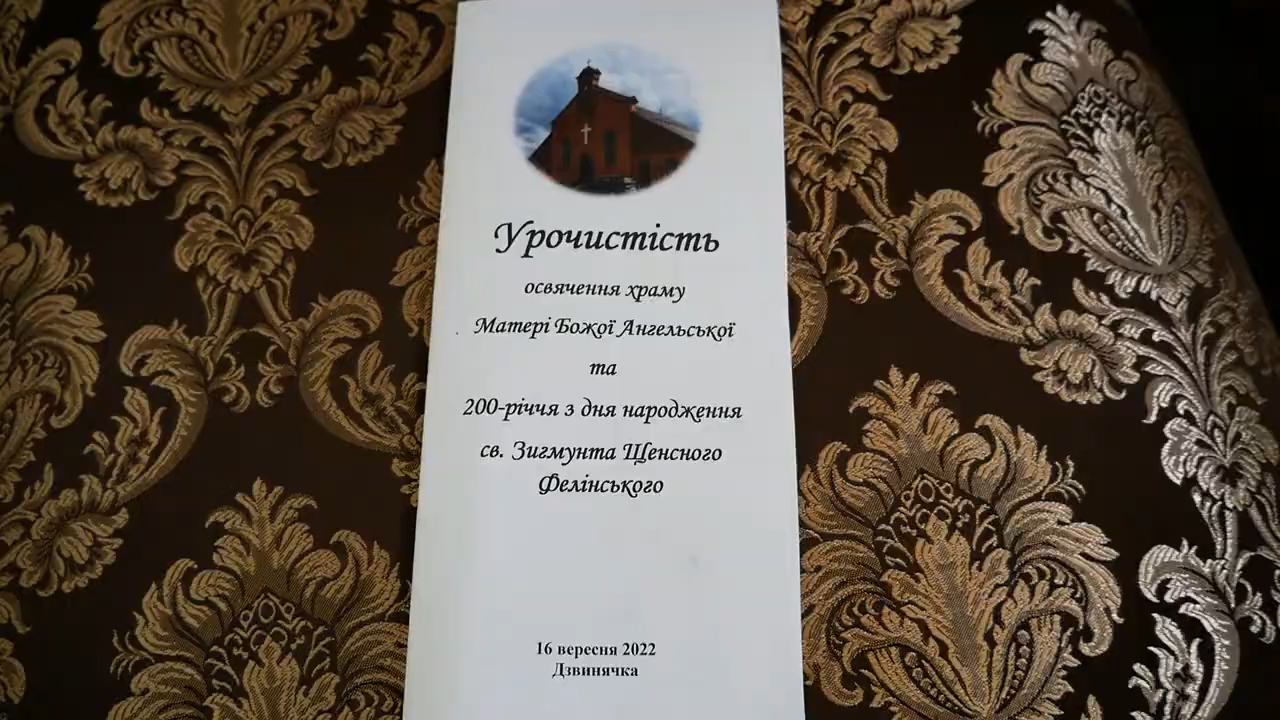 Урочистість
освячення храму
Матері Божої Ангельської
та
200-річчя з дня народження
св. Зигмунта Щенсного
Фелінського
16 вересня 2022
Дзвинячка